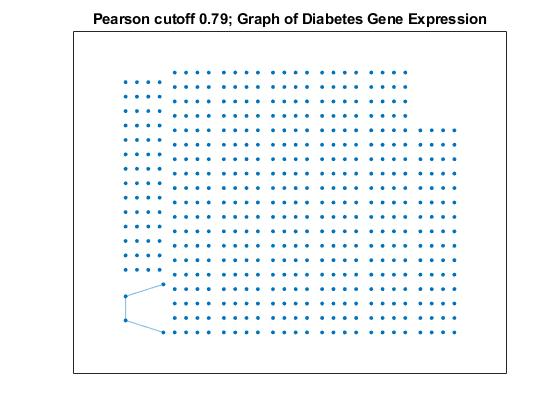 Pearson cutoff 0.79; Graph of Diabetes Gene Expression